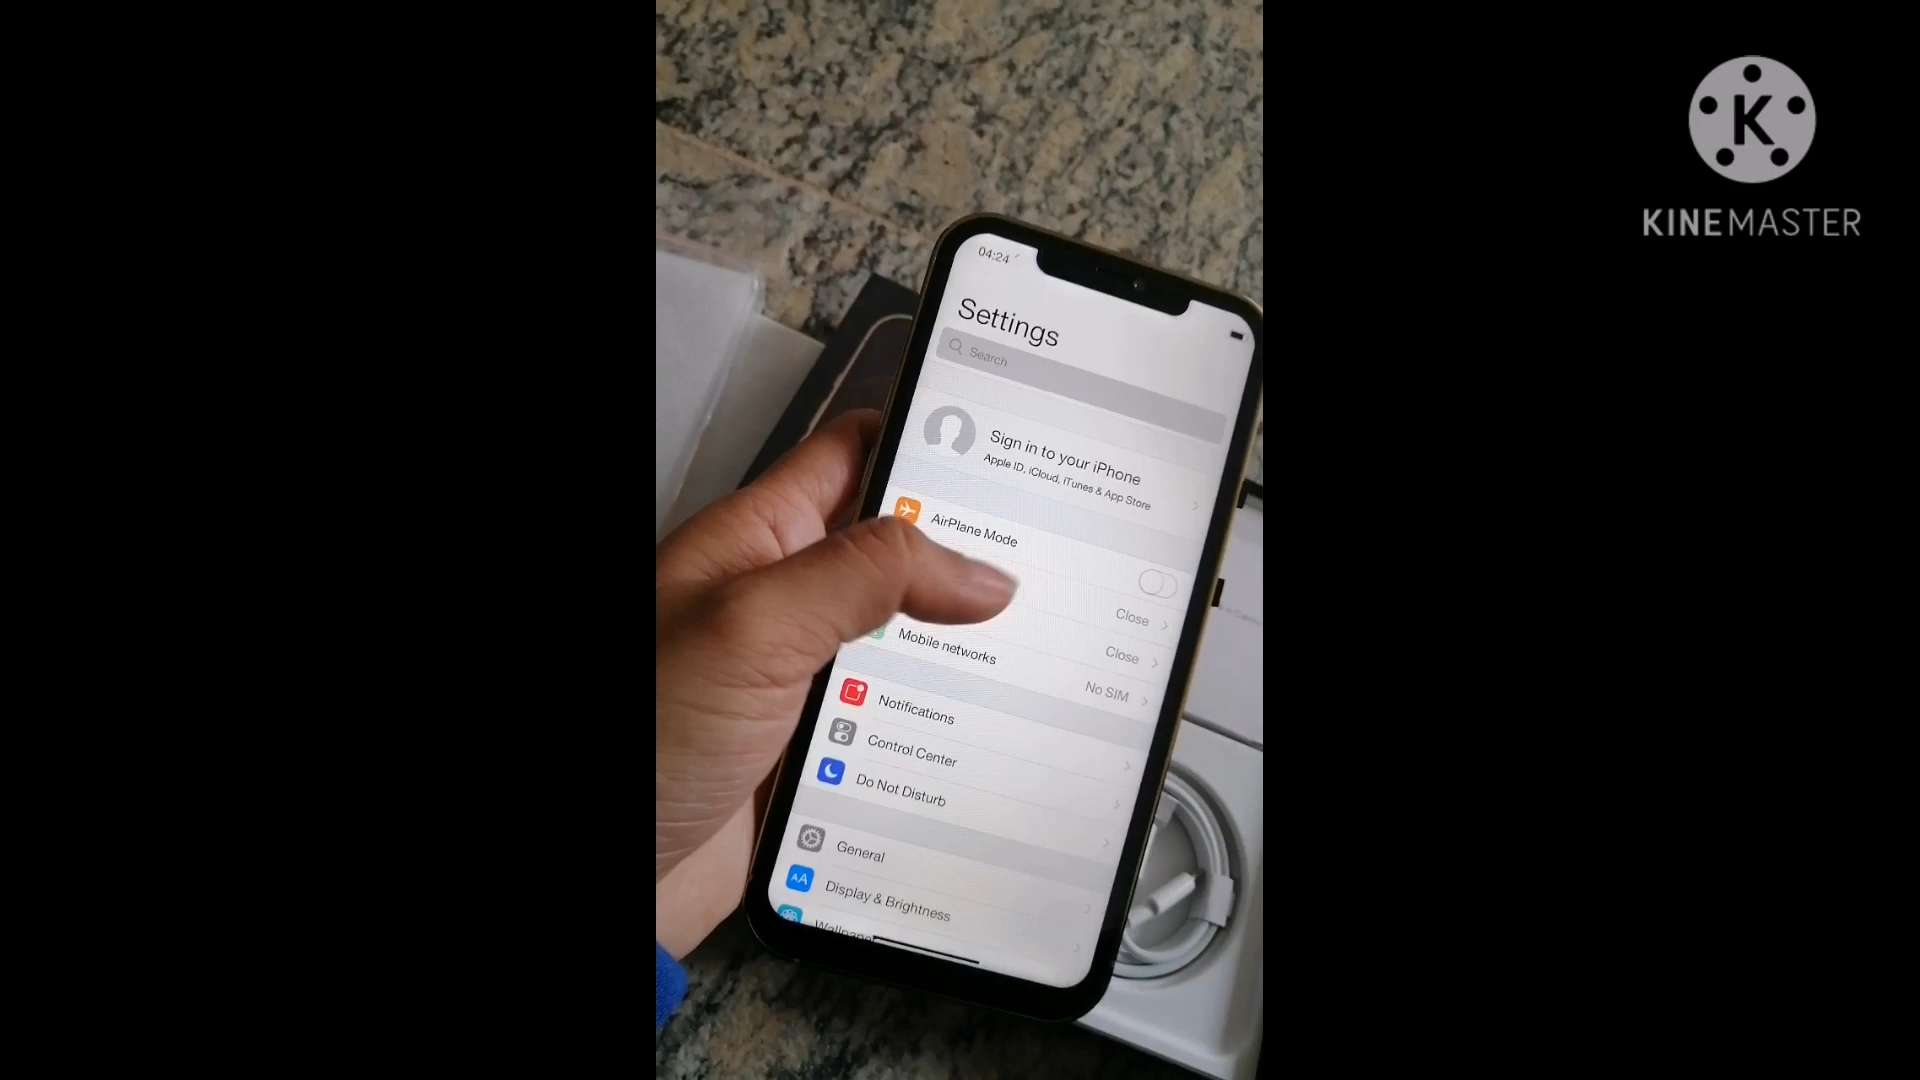 KINEMASTER
04:24
Settings
Search
Sign in to your iPhone
Apple ID, iCloud, iTunes & App Store
AirPlane Mode
Close
Close
Mobile networks
No SIM
Notifications
Control Center
Do Not Disturb
General
Display & Brightness
Wallpaper